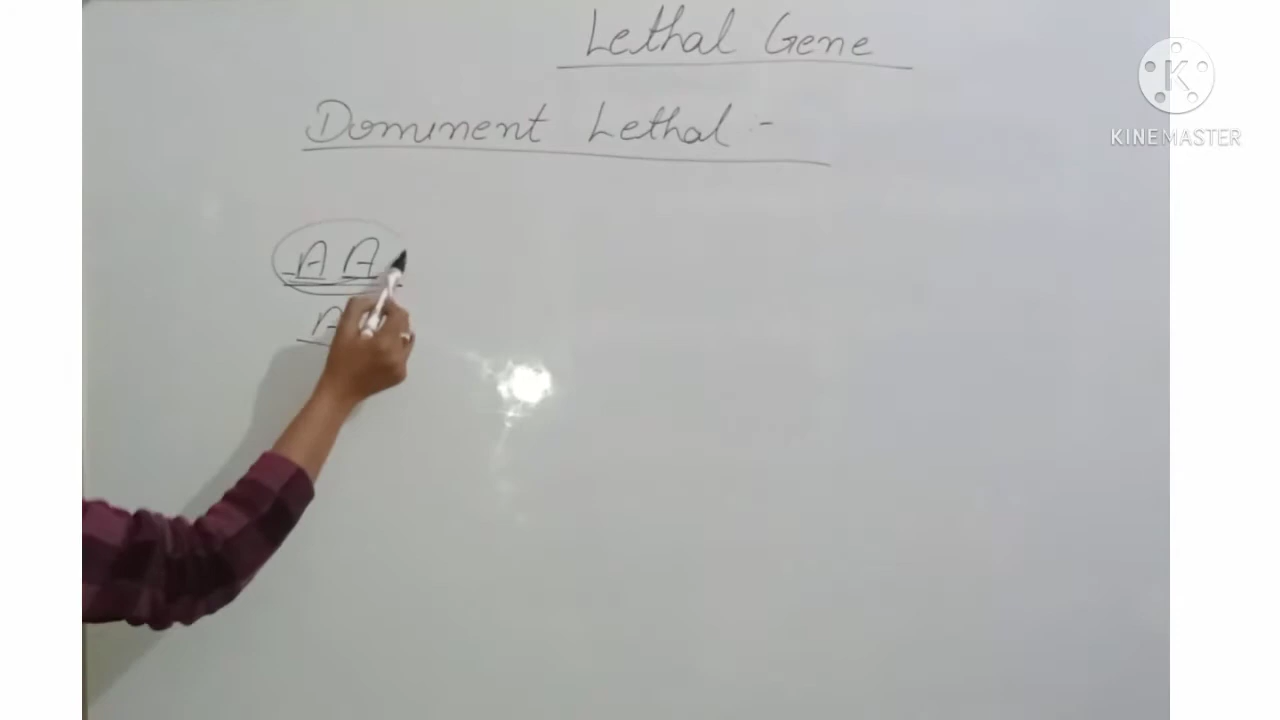 Lethal Gene
Dominent Lethal :-
A A
A
K
KINEMASTER